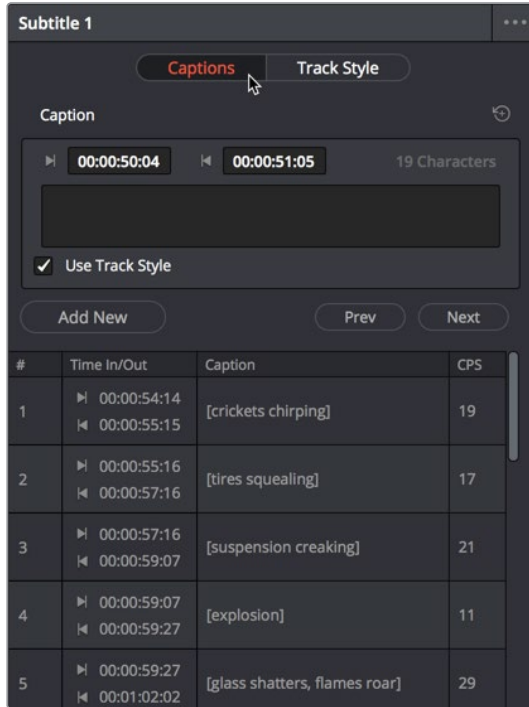 Subtitle 1
Captions Track Style
Caption
00:00:50:04 00:00:51:05 19 Characters
Use Track Style
Add New Prev Next
# Time In/Out Caption CPS
1 00:00:54:14 [crickets chirping] 19
00:00:55:15
2 00:00:55:16 [tires squealing] 17
00:00:57:16
3 00:00:57:16 [suspension creaking] 21
00:00:59:07
4 00:00:59:07 [explosion] 11
00:00:59:27
5 00:00:59:27 [glass shatters, flames roar] 29
00:01:02:02